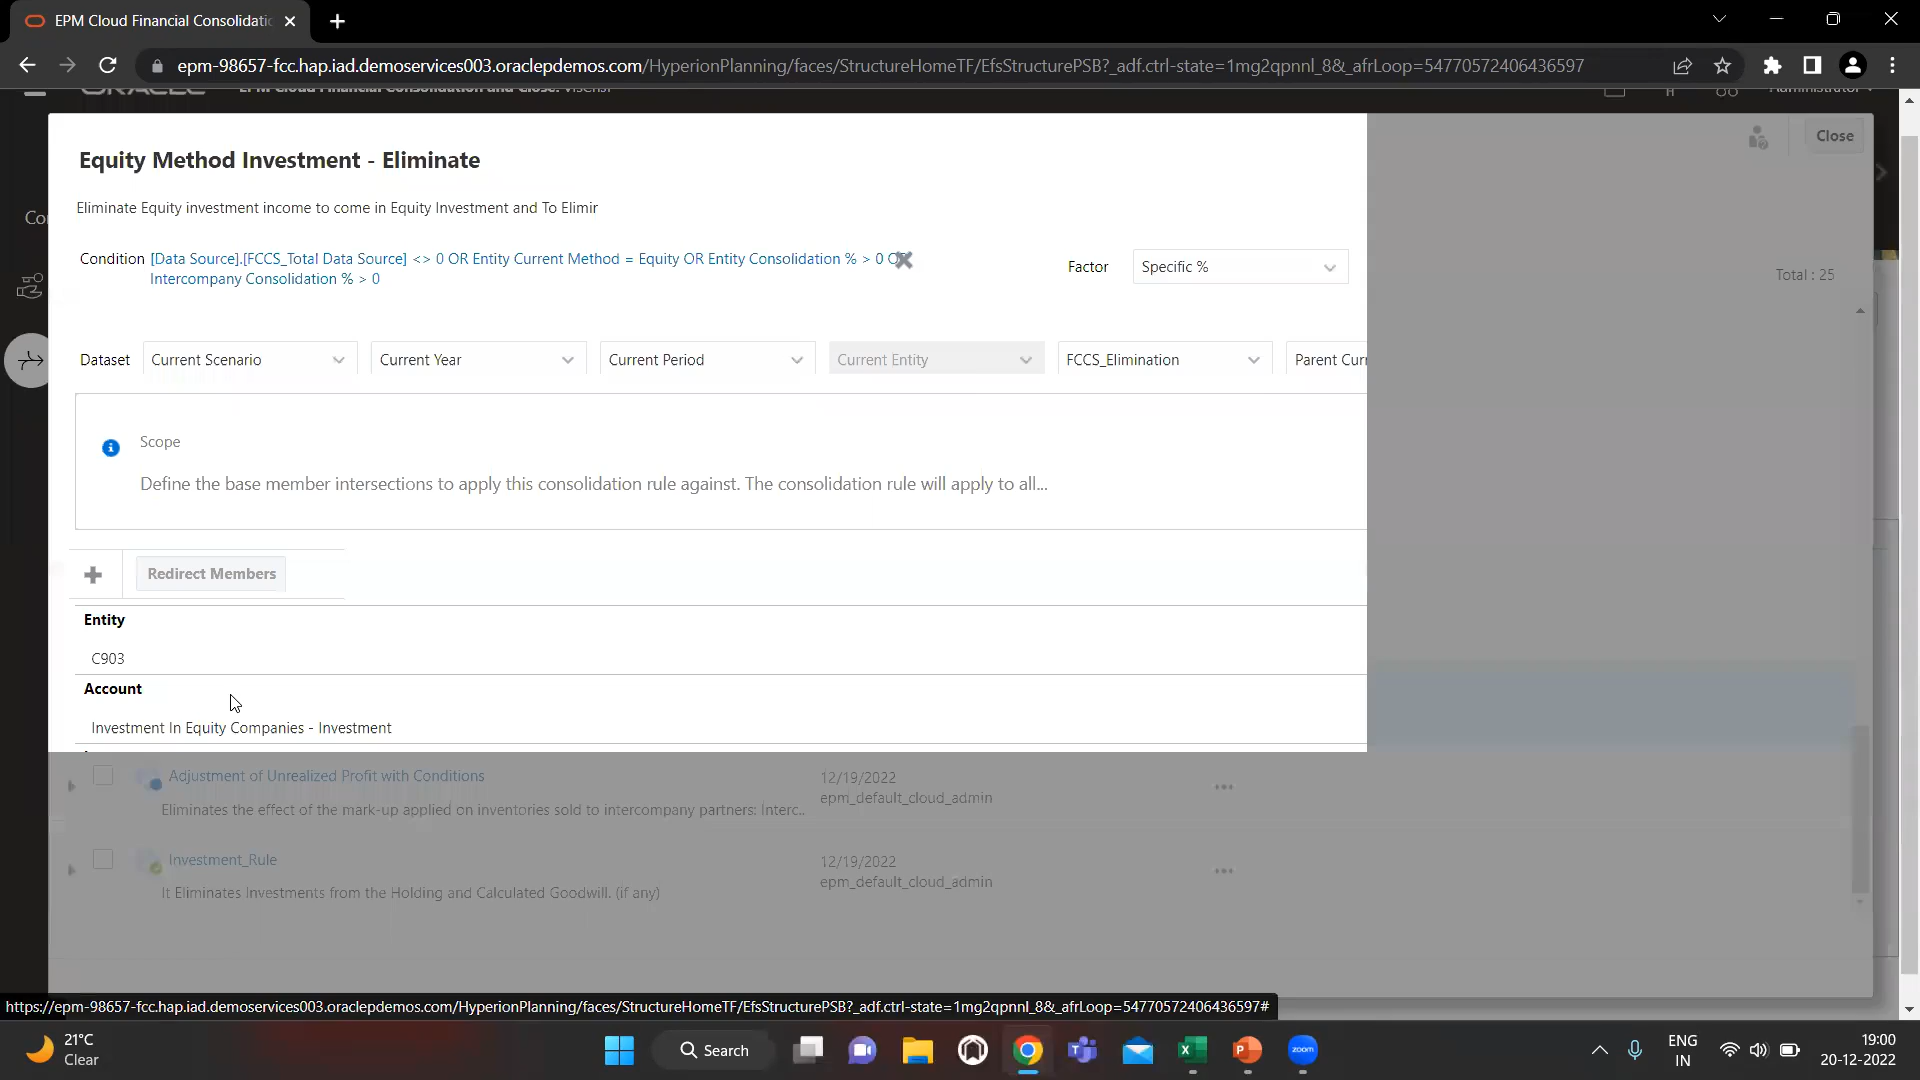 EPM Cloud Financial Consolidatio
epm-98657-fcc.hap.iad.demoservices003.oraclepdemos.com/HyperionPlanning/faces/StructureHomeTF/EfsStructurePSB?_adf.ctrl-state=1mg2qpnnl_8&_afrLoop=54770572406436597
Equity Method Investment - Eliminate
Close
Eliminate Equity investment income to come in Equity Investment and To Elimir
Co
Condition [Data Source].[FCCS_Total Data Source] <> 0 OR Entity Current Method = Equity OR Entity Consolidation % > 0 O
Intercompany Consolidation % > 0
Factor Specific %
Total : 25
Dataset Current Scenario Current Year Current Period Current Entity FCCS_Elimination Parent Curr
Scope
Define the base member intersections to apply this consolidation rule against. The consolidation rule will apply to all...
Redirect Members
Entity
C903
Account
Investment In Equity Companies - Investment
Adjustment of Unrealized Profit with Conditions 12/19/2022
epm_default_cloud_admin
Eliminates the effect of the mark-up applied on inventories sold to intercompany partners: Interc..
Investment_Rule 12/19/2022
epm_default_cloud_admin
It Eliminates Investments from the Holding and Calculated Goodwill. (if any)
https://epm-98657-fcc.hap.iad.demoservices003.oraclepdemos.com/HyperionPlanning/faces/StructureHomeTF/EfsStructurePSB?_adf.ctrl-state=1mg2qpnnl_8&_afrLoop=54770572406436597#
21°C
Clear
Search
zoom
ENG
IN
19:00
20-12-2022